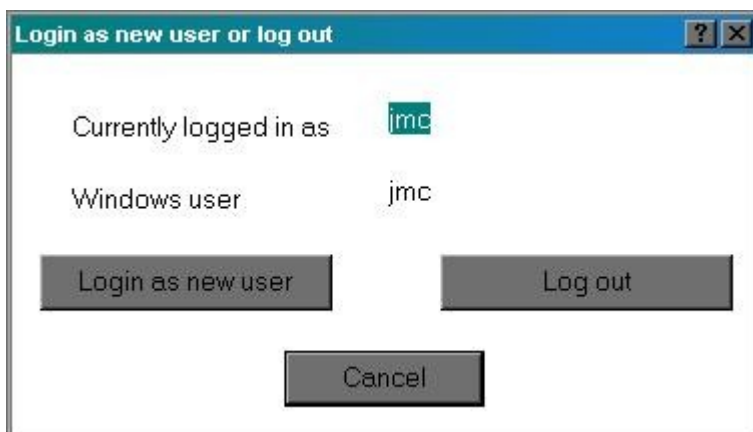 Login as new user or log out
Currently logged in as jmc
Windows user jmc
Login as new user Log out
Cancel